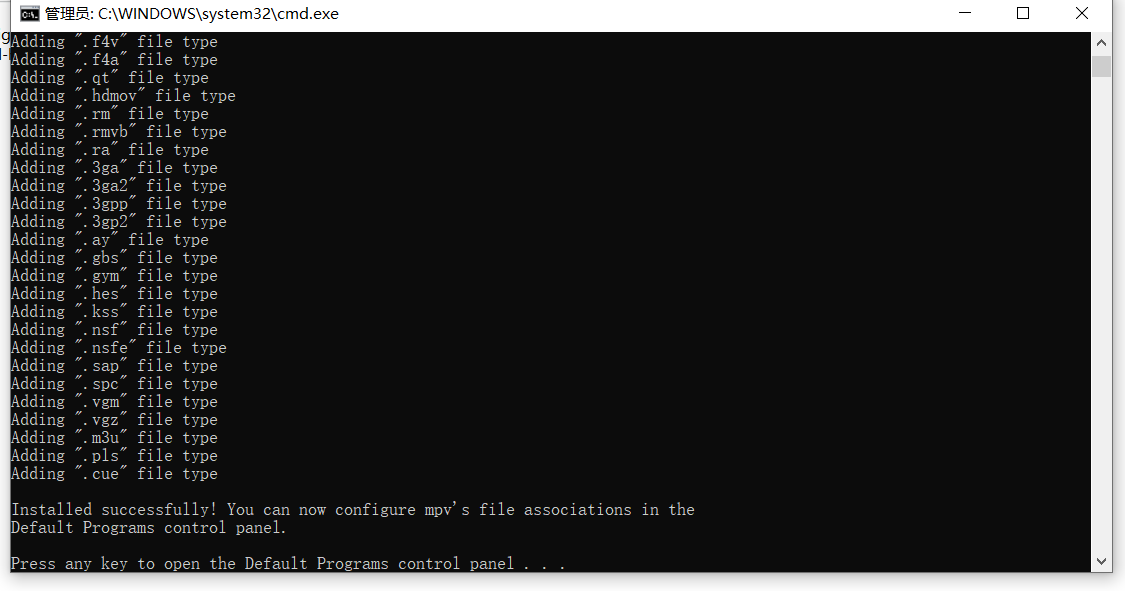 管理员: C:\WINDOWS\system32\cmd.exe
Adding ".f4v" file type
Adding ".f4a" file type
Adding ".qt" file type
Adding ".hdmov" file type
Adding ".rm" file type
Adding ".rmvb" file type
Adding ".ra" file type
Adding ".3ga" file type
Adding ".3ga2" file type
Adding ".3gpp" file type
Adding ".3gp2" file type
Adding ".ay" file type
Adding ".gbs" file type
Adding ".gym" file type
Adding ".hes" file type
Adding ".kss" file type
Adding ".nsf" file type
Adding ".nsfe" file type
Adding ".sap" file type
Adding ".spc" file type
Adding ".vgm" file type
Adding ".vgz" file type
Adding ".m3u" file type
Adding ".pls" file type
Adding ".cue" file type
Installed successfully! You can now configure mpv's file associations in the
Default Programs control panel.
Press any key to open the Default Programs control panel . . .